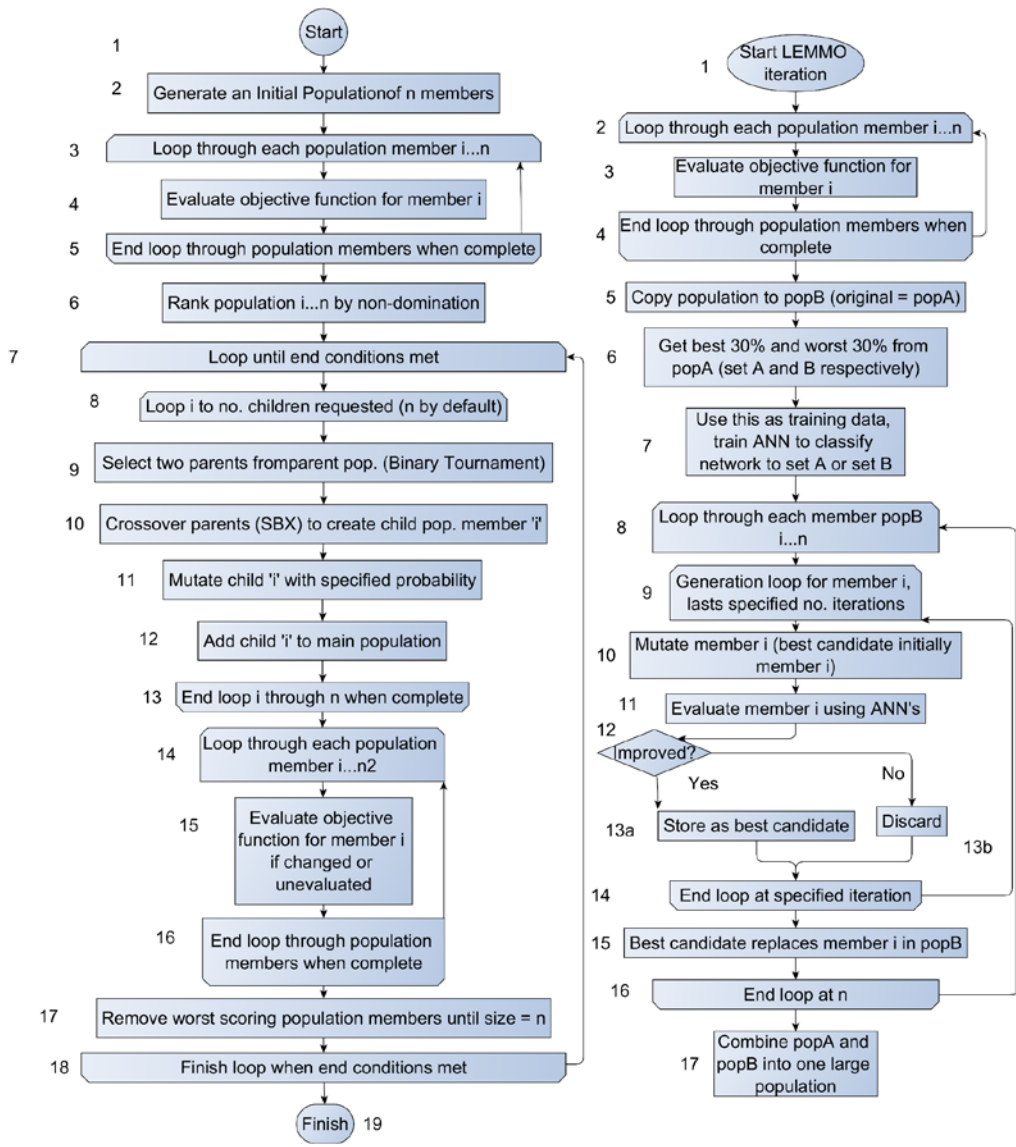 1
Start
2
Generate an Initial Populationof n members
3
Loop through each population member i...n
4
Evaluate objective function for member i
5
End loop through population members when complete
6
Rank population i...n by non-domination
7
Loop until end conditions met
8
Loop i to no. children requested (n by default)
9
Select two parents fromparent pop. (Binary Tournament)
10
Crossover parents (SBX) to create child pop. member 'i'
11
Mutate child 'i' with specified probability
12
Add child 'i' to main population
13
End loop i through n when complete
14
Loop through each population
member i...n2
15
Evaluate objective
function for member i
if changed or
unevaluated
16
End loop through population
members when complete
17
Remove worst scoring population members until size = n
18
Finish loop when end conditions met
Finish
19
1
Start LEMMO
iteration
2
Loop through each population member i...n
3
Evaluate objective function for
member i
4
End loop through population members when
complete
5
Copy population to popB (original = popA)
6
Get best 30% and worst 30% from
popA (set A and B respectively)
7
Use this as training data,
train ANN to classify
network to set A or set B
8
Loop through each member popB
i...n
9
Generation loop for member i,
lasts specified no. iterations
10
Mutate member i (best candidate initially
member i)
11
Evaluate member i using ANN's
12
Improved?
Yes
No
13a
Store as best candidate
Discard
13b
14
End loop at specified iteration
15
Best candidate replaces member i in popB
16
End loop at n
17
Combine popA and
popB into one large
population